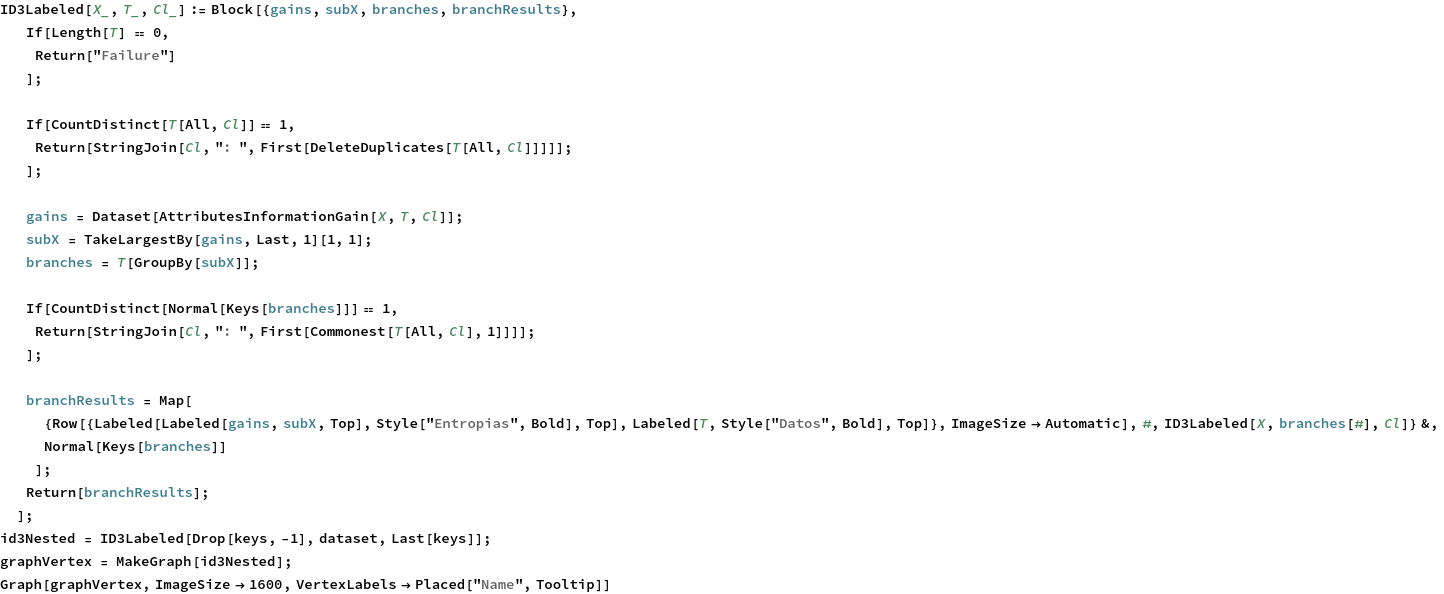 ID3Labeled[X_, T_, Cl_] := Block[{gains, subX, branches, branchResults},
If[Length[T] == 0,
Return["Failure"]
];
If[CountDistinct[T[All, Cl]] == 1,
Return[StringJoin[Cl, ": ", First[DeleteDuplicates[T[All, Cl]]]]];
];
gains = Dataset[AttributesInformationGain[X, T, Cl]];
subX = TakeLargestBy[gains, Last, 1][1, 1];
branches = T[GroupBy[subX]];
If[CountDistinct[Normal[Keys[branches]]] == 1,
Return[StringJoin[Cl, ": ", First[Commonest[T[All, Cl], 1]]]];
];
branchResults = Map[
{Row[{Labeled[Labeled[gains, subX, Top], Style["Entropias", Bold], Top], Labeled[T, Style["Datos", Bold], Top]}, ImageSize → Automatic], #, ID3Labeled[X, branches[#], Cl]} &,
Normal[Keys[branches]]
];
Return[branchResults];
];
id3Nested = ID3Labeled[Drop[keys, -1], dataset, Last[keys]];
graphVertex = MakeGraph[id3Nested];
Graph[graphVertex, ImageSize → 1600, VertexLabels → Placed["Name", Tooltip]]